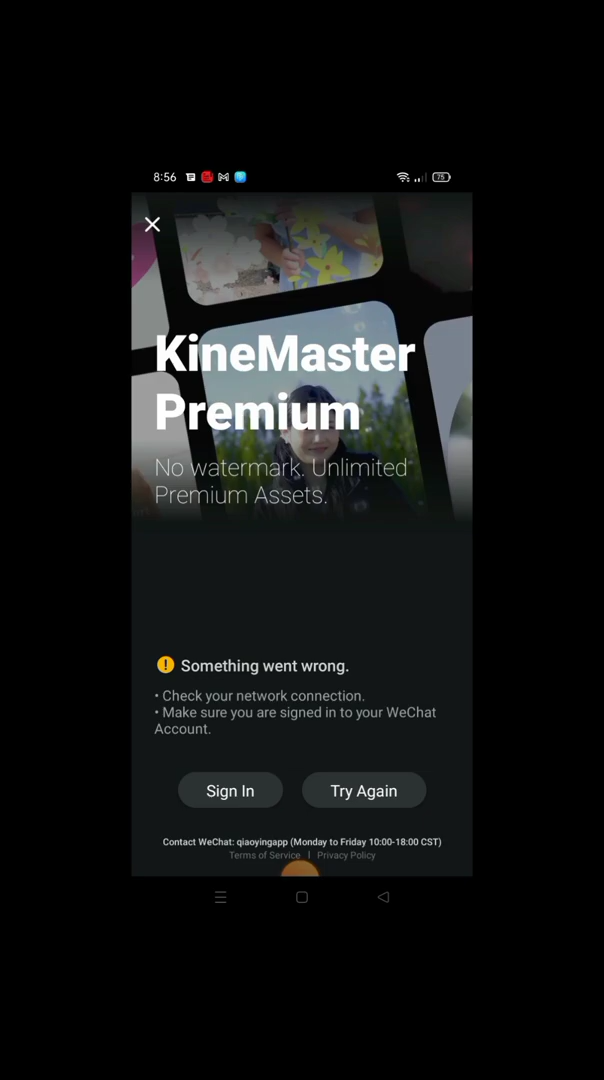 8:56
75
KineMaster
Premium
No watermark. Unlimited
Premium Assets.
Something went wrong.
• Check your network connection.
• Make sure you are signed in to your WeChat
Account.
Sign In Try Again
Contact WeChat: qiaoyingapp (Monday to Friday 10:00-18:00 CST)
Terms of Service | Privacy Policy